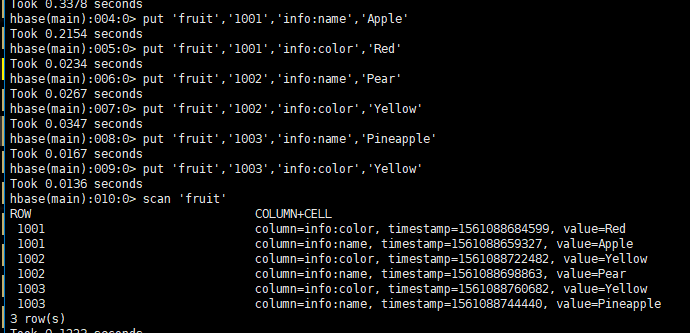 Took 0.3378 seconds
hbase(main):004:0> put 'fruit','1001','info:name','Apple'
Took 0.2154 seconds
hbase(main):005:0> put 'fruit','1001','info:color','Red'
Took 0.0234 seconds
hbase(main):006:0> put 'fruit','1002','info:name','Pear'
Took 0.0267 seconds
hbase(main):007:0> put 'fruit','1002','info:color','Yellow'
Took 0.0347 seconds
hbase(main):008:0> put 'fruit','1003','info:name','Pineapple'
Took 0.0167 seconds
hbase(main):009:0> put 'fruit','1003','info:color','Yellow'
Took 0.0136 seconds
hbase(main):010:0> scan 'fruit'
ROW COLUMN+CELL
1001 column=info:color, timestamp=1561088684599, value=Red
1001 column=info:name, timestamp=1561088659327, value=Apple
1002 column=info:color, timestamp=1561088722482, value=Yellow
1002 column=info:name, timestamp=1561088698863, value=Pear
1003 column=info:color, timestamp=1561088760682, value=Yellow
1003 column=info:name, timestamp=1561088744440, value=Pineapple
3 row(s)
Took seconds